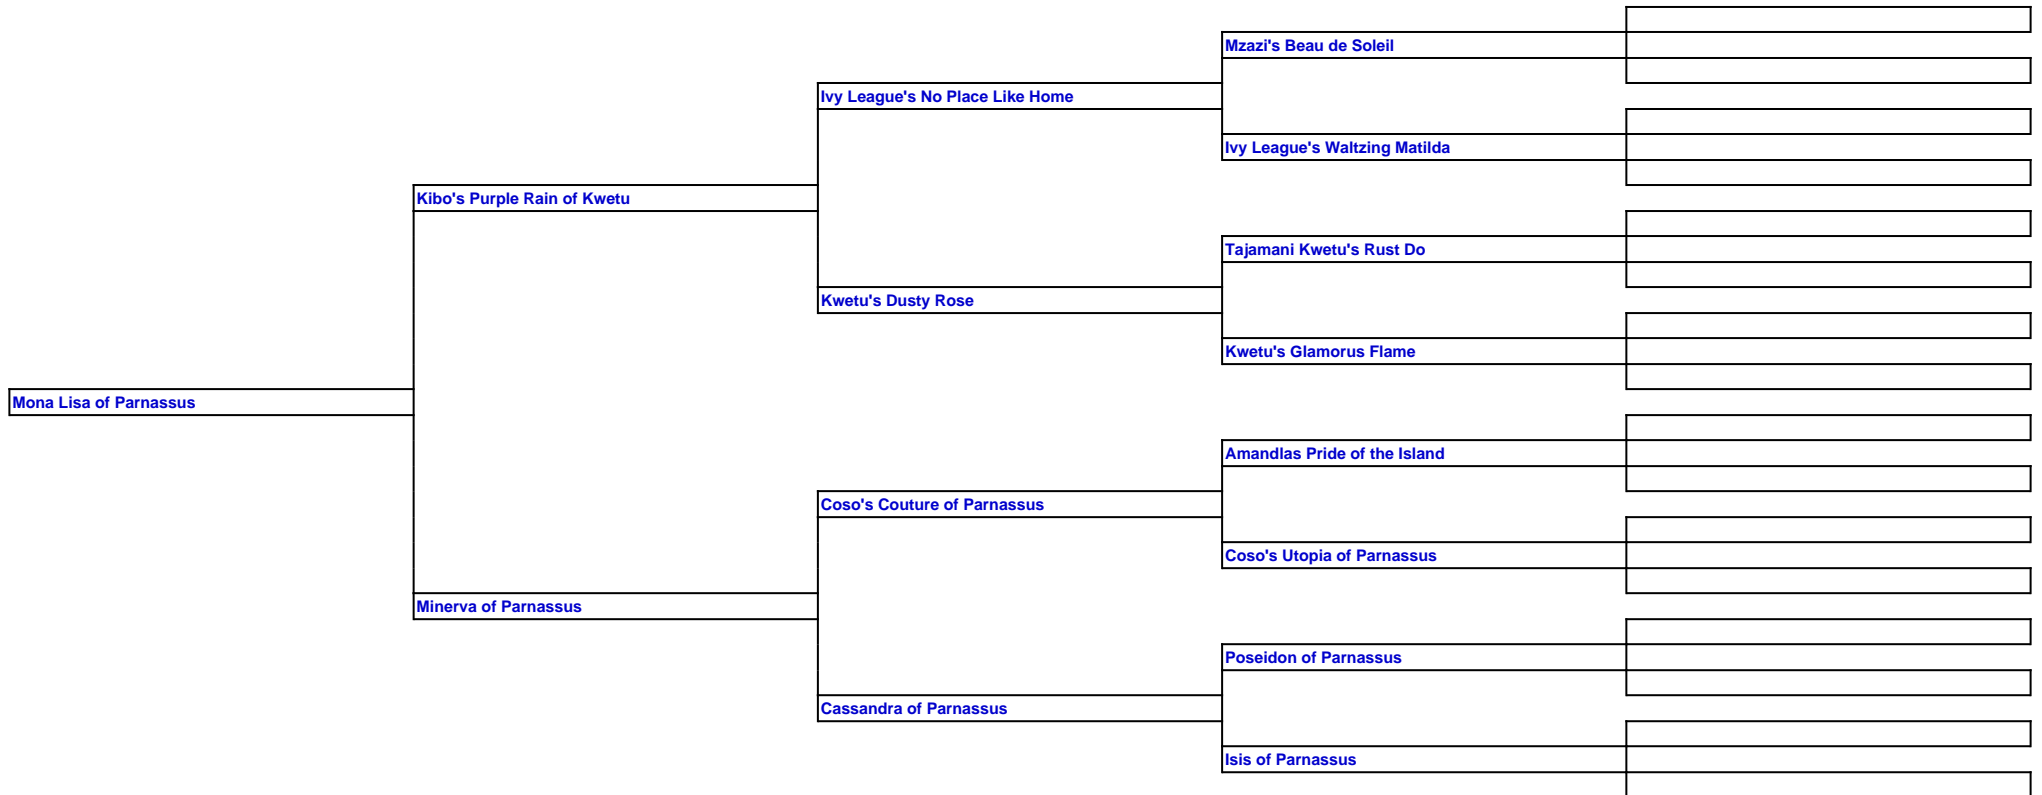 Mzazi's Beau de Soleil
Ivy League's No Place Like Home
Ivy League's Waltzing Matilda
Kibo's Purple Rain of Kwetu
Tajamani Kwetu's Rust Do
Kwetu's Dusty Rose
Kwetu's Glamorus Flame
Mona Lisa of Parnassus
Amandlas Pride of the Island
Coso's Couture of Parnassus
Coso's Utopia of Parnassus
Minerva of Parnassus
Poseidon of Parnassus
Cassandra of Parnassus
Isis of Parnassus